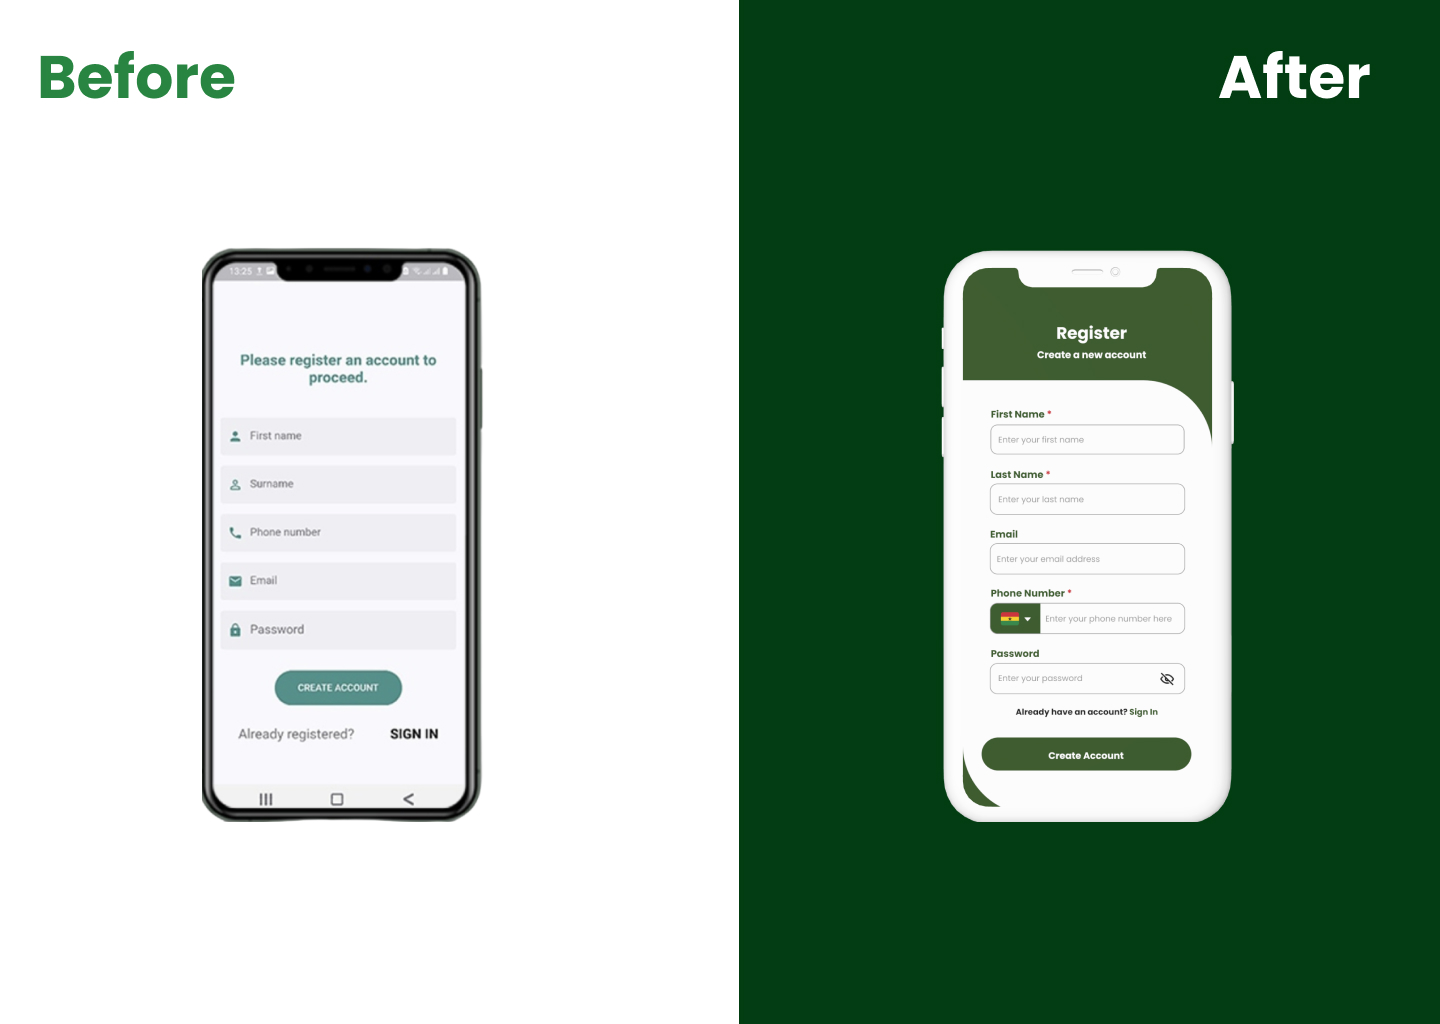 Before
13:25
Please register an account to
proceed.
First name
Surname
Phone number
Email
Password
CREATE ACCOUNT
Already registered? SIGN IN
After
Register
Create a new account
First Name *
Enter your first name
Last Name *
Enter your last name
Email
Enter your email address
Phone Number *
Enter your phone number here
Password
Enter your password
Already have an account? Sign In
Create Account